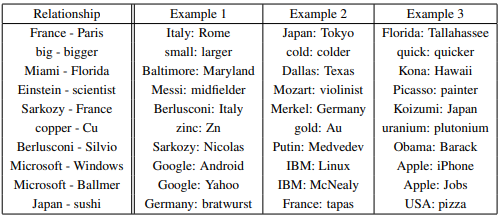 Relationship Example 1 Example 2 Example 3
France - Paris Italy: Rome Japan: Tokyo Florida: Tallahassee
big - bigger small: larger cold: colder quick: quicker
Miami - Florida Baltimore: Maryland Dallas: Texas Kona: Hawaii
Einstein - scientist Messi: midfielder Mozart: violinist Picasso: painter
Sarkozy - France Berlusconi: Italy Merkel: Germany Koizumi: Japan
copper - Cu zinc: Zn gold: Au uranium: plutonium
Berlusconi - Silvio Sarkozy: Nicolas Putin: Medvedev Obama: Barack
Microsoft - Windows Google: Android IBM: Linux Apple: iPhone
Microsoft - Ballmer Google: Yahoo IBM: McNealy Apple: Jobs
Japan - sushi Germany: bratwurst France: tapas USA: pizza